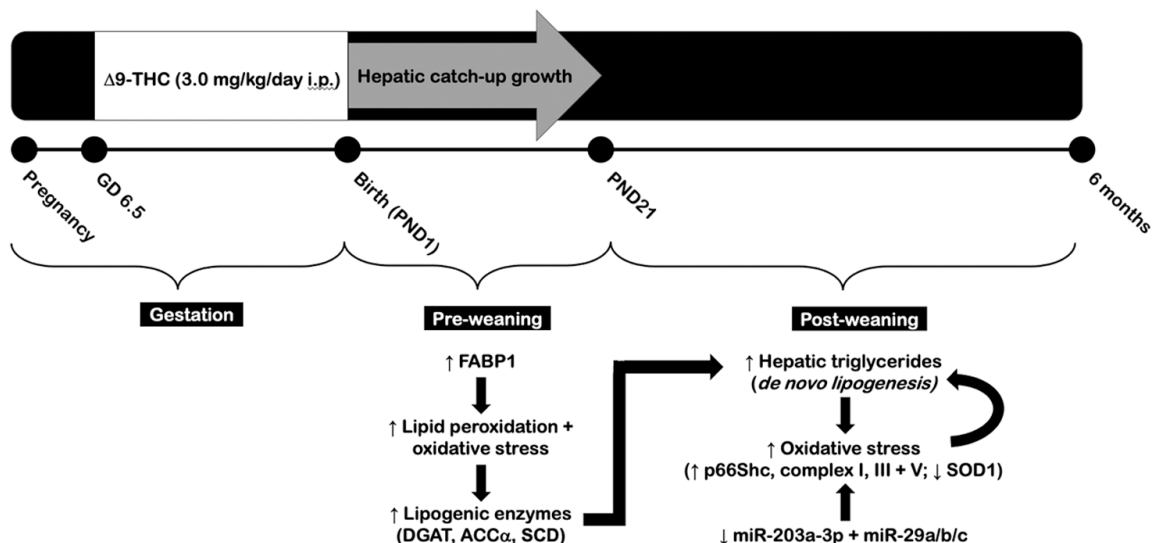 Δ9-THC (3.0 mg/kg/day i.p.)
Hepatic catch-up growth
Pregnancy
GD 6.5
Birth (PND1)
PND21
6 months
Gestation
Pre-weaning
Post-weaning
↑ FABP1
↑ Lipid peroxidation +
oxidative stress
↑ Lipogenic enzymes
(DGAT, ACCα, SCD)
↑ Hepatic triglycerides
(de novo lipogenesis)
↑ Oxidative stress
(↑ p66Shc, complex I, III + V; ↓ SOD1)
↓ miR-203a-3p + miR-29a/b/c